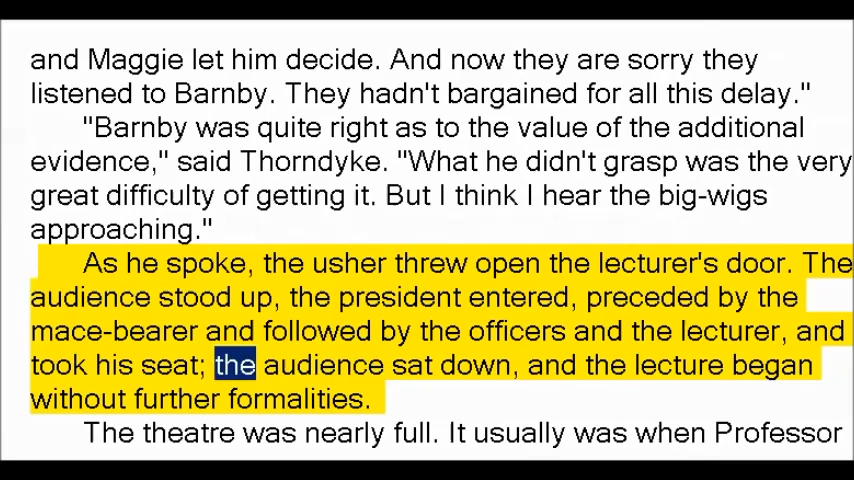 and Maggie let him decide. And now they are sorry they
listened to Barnby. They hadn't bargained for all this delay."
"Barnby was quite right as to the value of the additional
evidence," said Thorndyke. "What he didn't grasp was the very
great difficulty of getting it. But I think I hear the big-wigs
approaching."
As he spoke, the usher threw open the lecturer's door. The
audience stood up, the president entered, preceded by the
mace-bearer and followed by the officers and the lecturer, and
took his seat; the audience sat down, and the lecture began
without further formalities.
The theatre was nearly full. It usually was when Professor